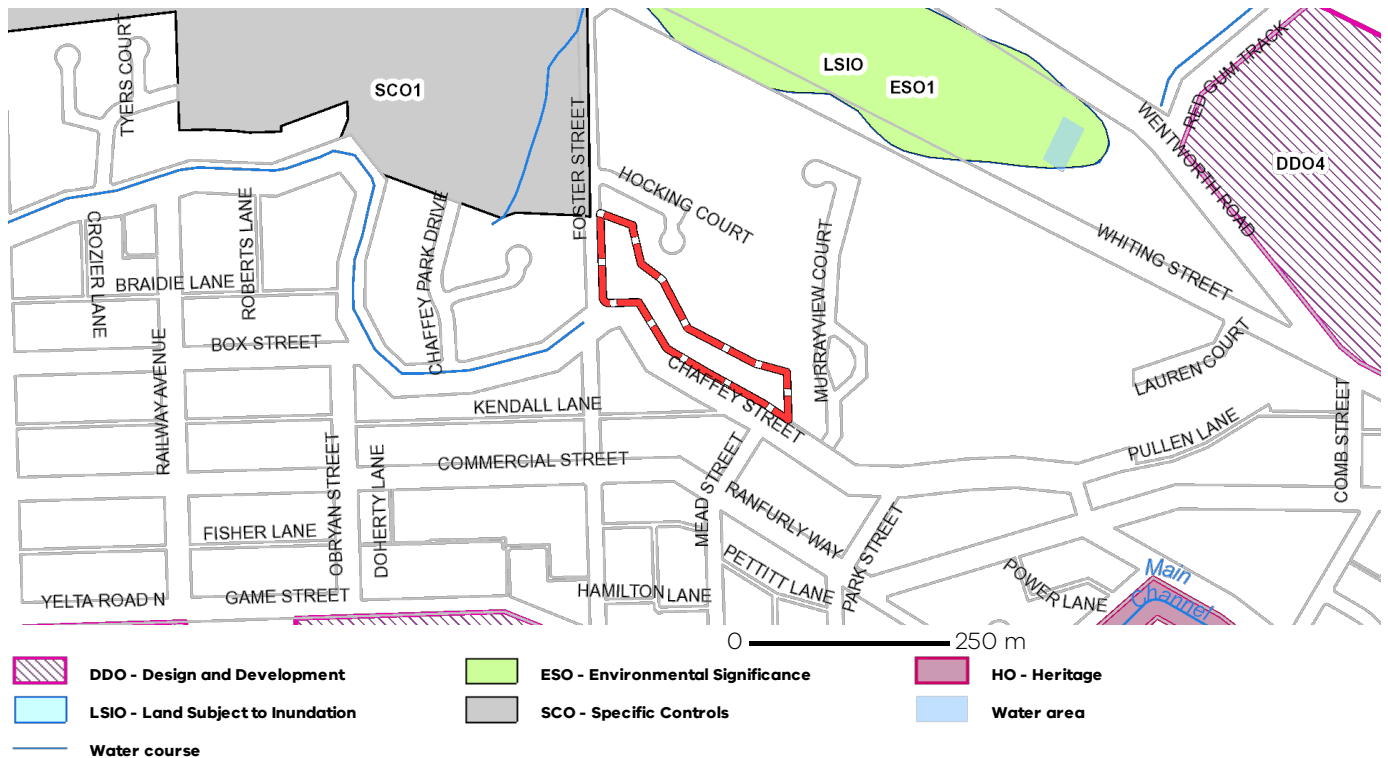 TYERS COURT
SCO1
FOSTER STREET
LSIO
ESO1
RED GUM TRACK
WENTWORTH ROAD
DDO4
HOCKING COURT
CROZIER LANE
ROBERTS LANE
CHAFFEY PARK DRIVE
MURRAYVIEW COURT
WHITING STREET
BRAIDIE LANE
BOX STREET
RAILWAY AVENUE
LAUREN COURT
CHAFFEY STREET
KENDALL LANE
COMB STREET
PULLEN LANE
OBRYAN STREET
DOHERTY LANE
COMMERCIAL STREET
MEAD STREET
RANFURLY WAY
PARK STREET
FISHER LANE
PETTITT LANE
POWER LANE
Main
Channel
YELTA ROAD N
GAME STREET
HAMILTON LANE
0 250 m
DDO - Design and Development
ESO - Environmental Significance
HO - Heritage
LSIO - Land Subject to Inundation
SCO - Specific Controls
Water area
Water course